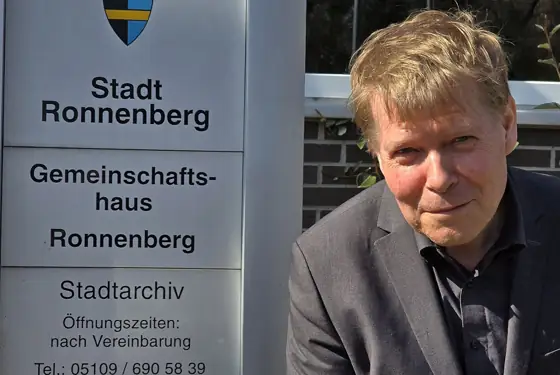 Stadt
Ronnenberg
Gemeinschafts-
haus
Ronnenberg
Stadtarchiv
Öffnungszeiten:
nach Vereinbarung
Tel.: 05109 / 690 58 39